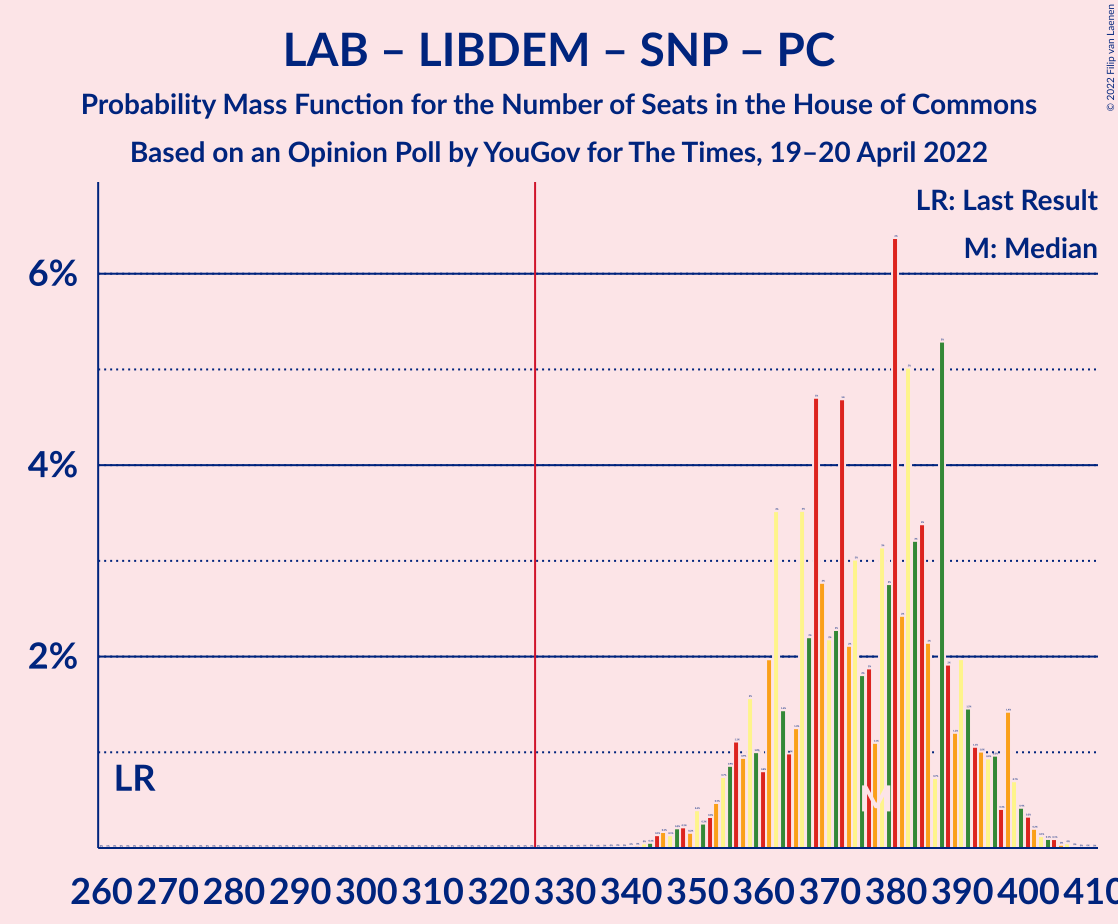 LAB – LIBDEM – SNP – PC
Probability Mass Function for the Number of Seats in the House of Commons
Based on an Opinion Poll by YouGov for The Times, 19–20 April 2022
© 2022 Filip van Laenen
LR: Last Result
M: Median
6%
4%
2%
LR
M
260 270 280 290 300 310 320 330 340 350 360 370 380 390 400 410